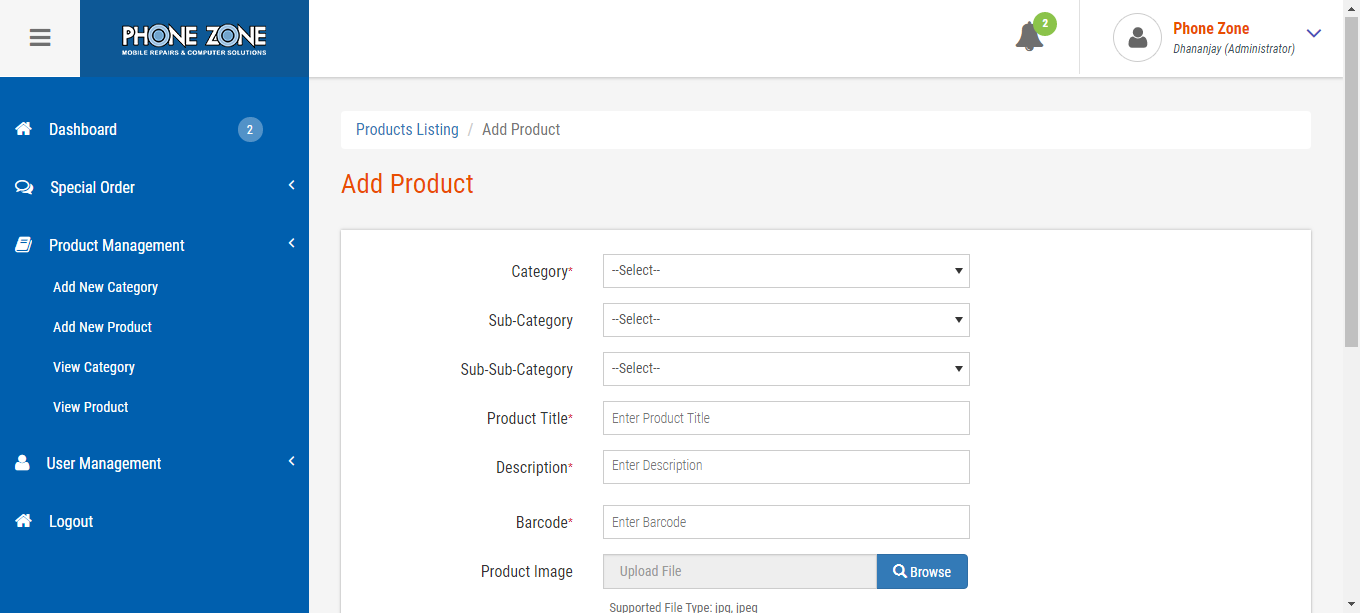 PHONE ZONE
MOBILE REPAIRS & COMPUTER SOLUTIONS
2
Phone Zone
Dhananjay (Administrator)
Dashboard
2
Special Order
Product Management
Add New Category
Add New Product
View Category
View Product
User Management
Logout
Products Listing / Add Product
Add Product
Category* --Select--
Sub-Category --Select--
Sub-Sub-Category --Select--
Product Title* Enter Product Title
Description* Enter Description
Barcode* Enter Barcode
Product Image Upload File Browse
Supported File Type: jpg, jpeg